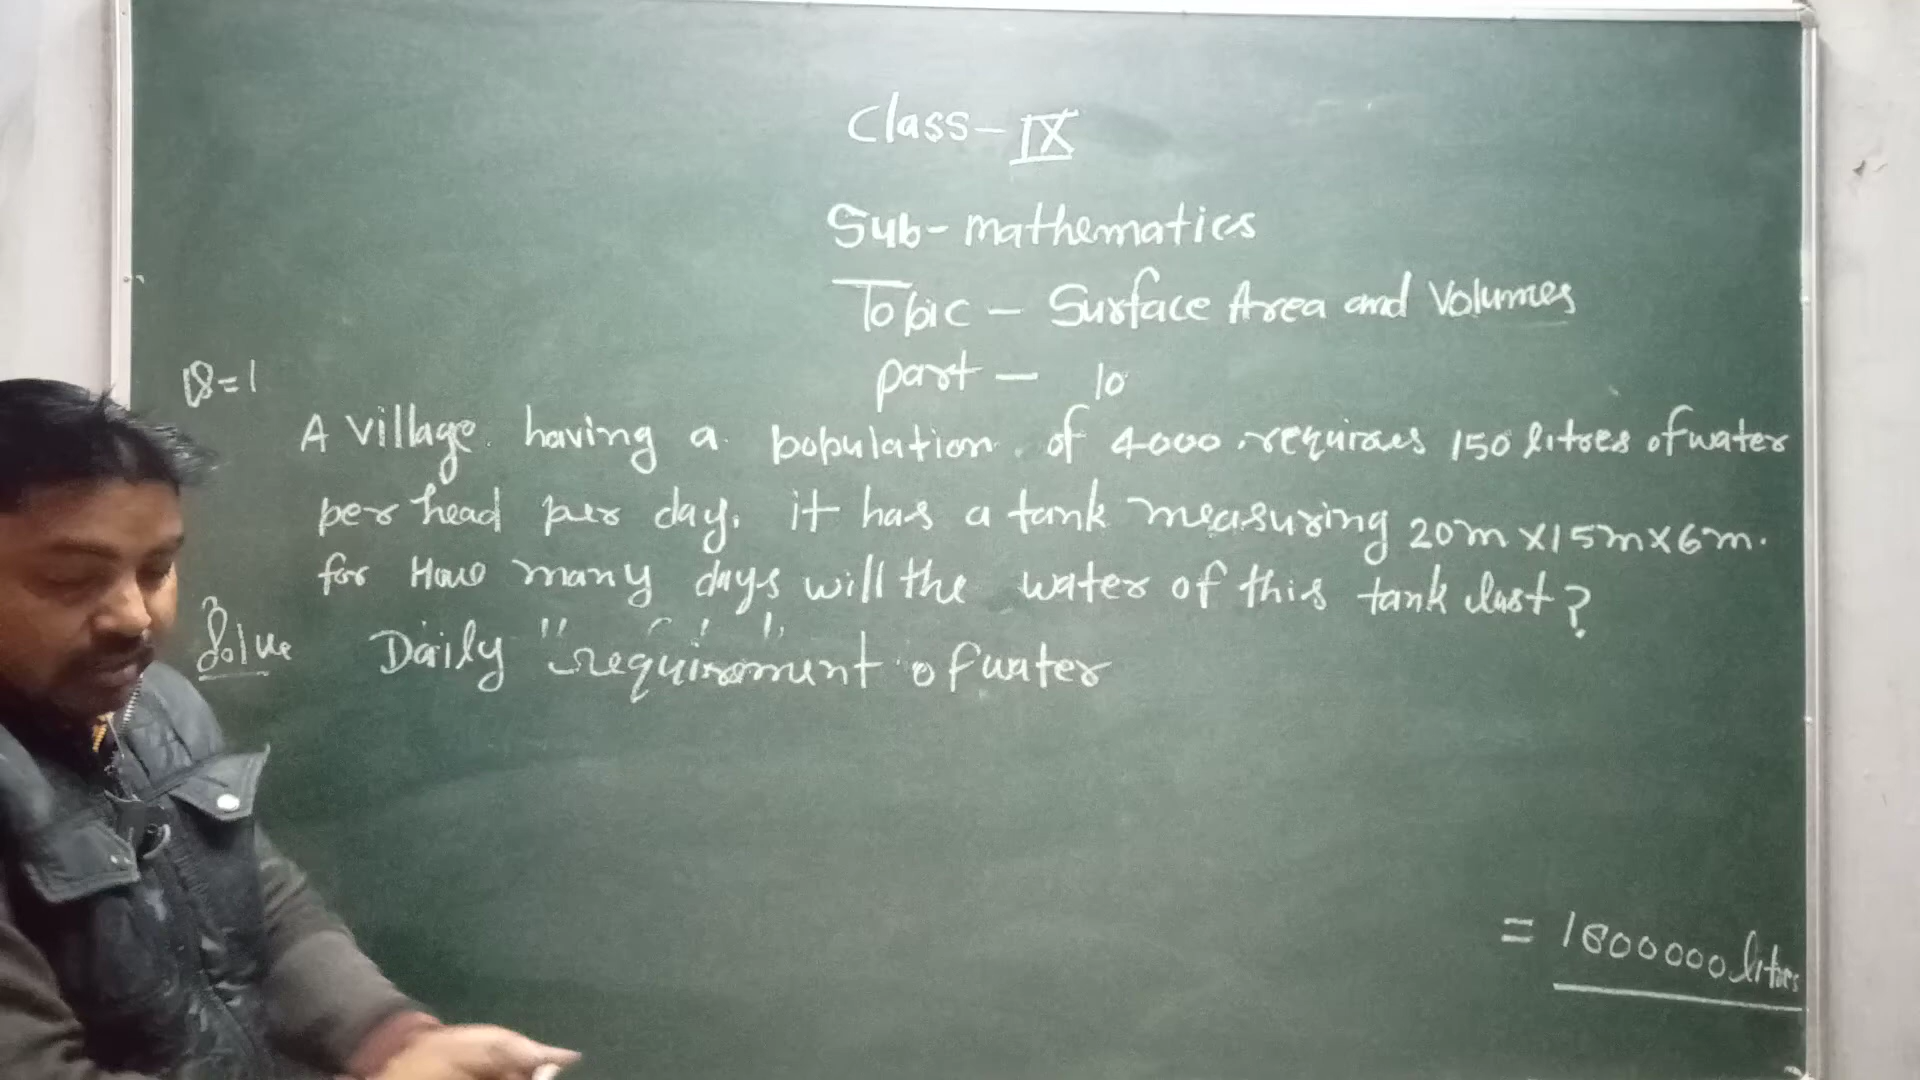 Class - IX
Sub - mathematics
Topic - Surface Area and Volumes
part - 10
Q = 1
A village having a population of 4000 requires 150 litres of water
per head per day. it has a tank measuring 20m x 15m x 6m.
for How many days will the water of this tank last?
Solve Daily requirement of water
= 1800000 litres